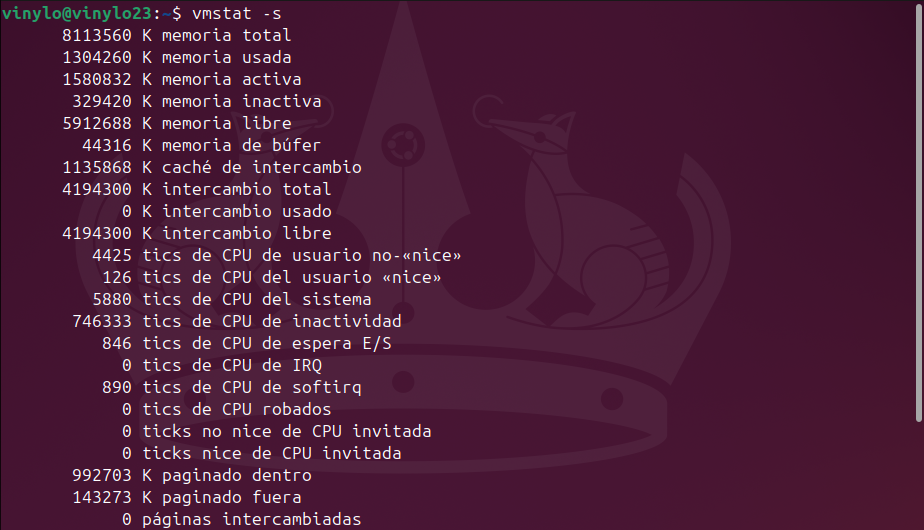 vinylo@vinylo23:~$ vmstat -s
8113560 K memoria total
1304260 K memoria usada
1580832 K memoria activa
329420 K memoria inactiva
5912688 K memoria libre
44316 K memoria de búfer
1135868 K caché de intercambio
4194300 K intercambio total
0 K intercambio usado
4194300 K intercambio libre
4425 tics de CPU de usuario no-«nice»
126 tics de CPU del usuario «nice»
5880 tics de CPU del sistema
746333 tics de CPU de inactividad
846 tics de CPU de espera E/S
0 tics de CPU de IRQ
890 tics de CPU de softirq
0 tics de CPU robados
0 ticks no nice de CPU invitada
0 ticks nice de CPU invitada
992703 K paginado dentro
143273 K paginado fuera
0 páginas intercambiadas